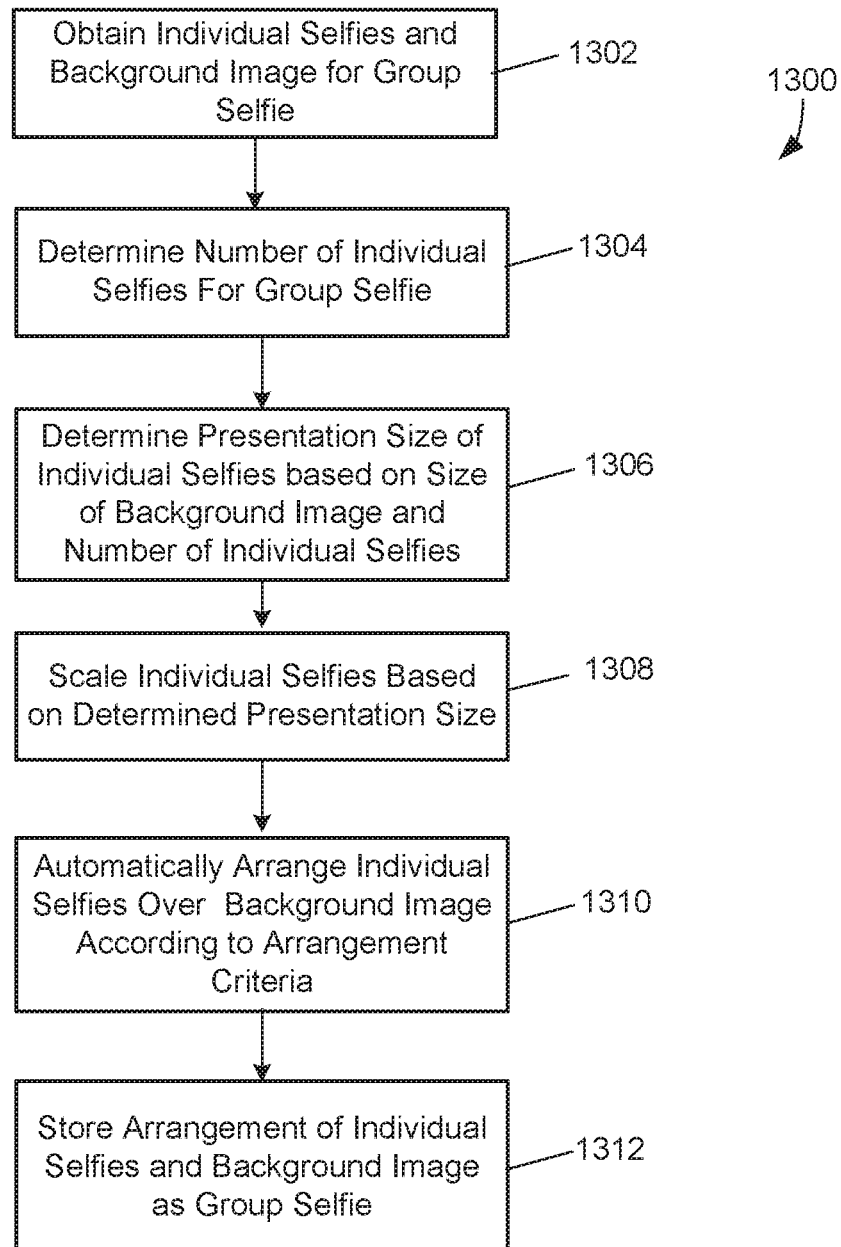 Obtain Individual Selfies and
Background Image for Group
Selfie
1302
1300
Determine Number of Individual
Selfies For Group Selfie
1304
Determine Presentation Size of
Individual Selfies based on Size
of Background Image and
Number of Individual Selfies
1306
Scale Individual Selfies Based
on Determined Presentation Size
1308
Automatically Arrange Individual
Selfies Over Background Image
According to Arrangement
Criteria
1310
Store Arrangement of Individual
Selfies and Background Image
as Group Selfie
1312